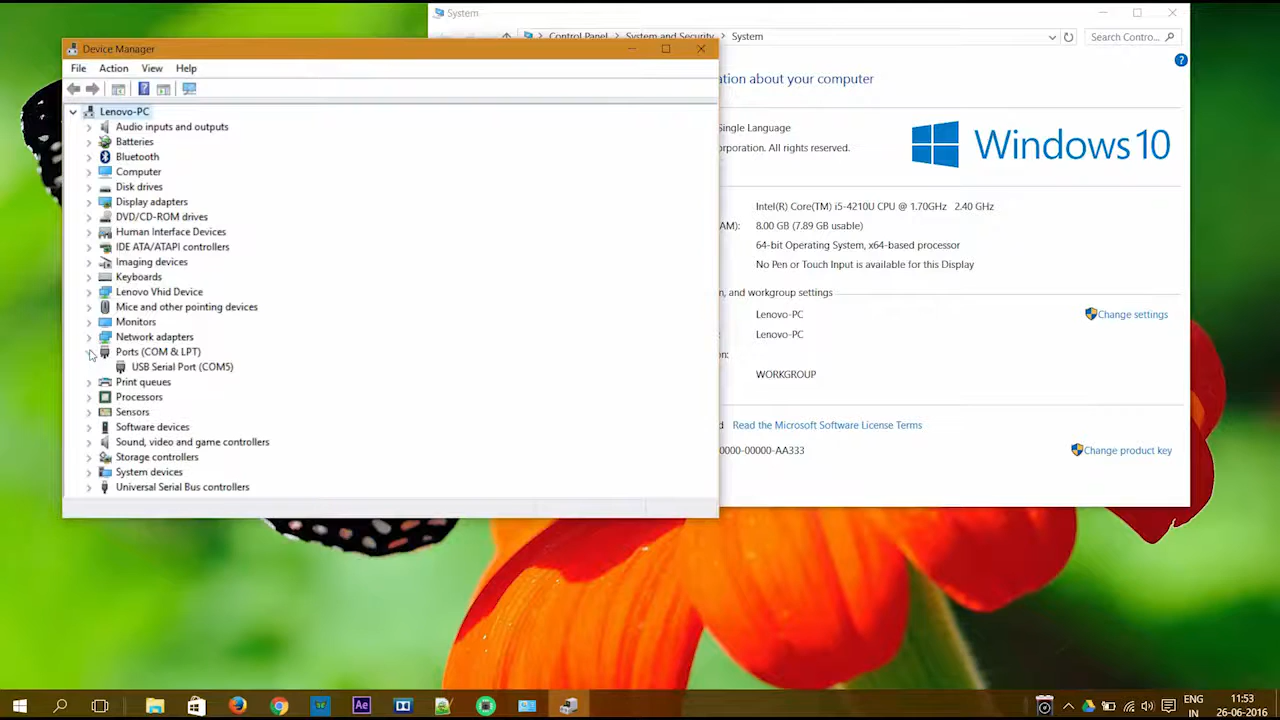 System
Control Panel > System and Security > System
Search Contro...
Device Manager
File Action View Help
Lenovo-PC
Audio inputs and outputs
Batteries
Bluetooth
Computer
Disk drives
Display adapters
DVD/CD-ROM drives
Human Interface Devices
IDE ATA/ATAPI controllers
Imaging devices
Keyboards
Lenovo Vhid Device
Mice and other pointing devices
Monitors
Network adapters
Ports (COM & LPT)
USB Serial Port (COM5)
Print queues
Processors
Sensors
Software devices
Sound, video and game controllers
Storage controllers
System devices
Universal Serial Bus controllers
ation about your computer
Single Language
orporation. All rights reserved.
Windows 10
Intel(R) Core(TM) i5-4210U CPU @ 1.70GHz 2.40 GHz
AM): 8.00 GB (7.89 GB usable)
64-bit Operating System, x64-based processor
No Pen or Touch Input is available for this Display
n, and workgroup settings
Lenovo-PC
Change settings
Lenovo-PC
on:
WORKGROUP
d Read the Microsoft Software License Terms
0000-00000-AA333
Change product key
Ae
ENG
IN
11:53
26-06-2016